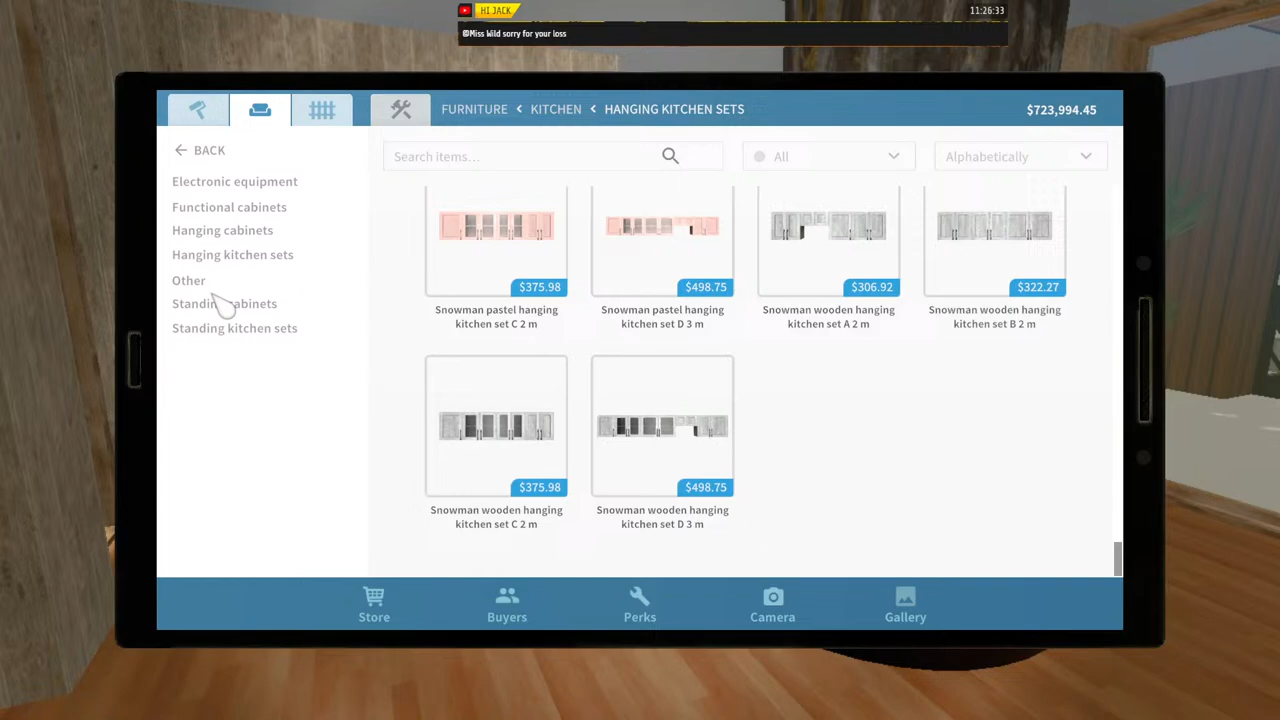 HI JACK
11:26:33
@Miss Wild sorry for your loss
FURNITURE < KITCHEN < HANGING KITCHEN SETS
$723,994.45
BACK
Search items...
All
Alphabetically
Electronic equipment
Functional cabinets
Hanging cabinets
Hanging kitchen sets
Other
Standing cabinets
Standing kitchen sets
$375.98
$498.75
$306.92
$322.27
Snowman pastel hanging
kitchen set C 2 m
Snowman pastel hanging
kitchen set D 3 m
Snowman wooden hanging
kitchen set A 2 m
Snowman wooden hanging
kitchen set B 2 m
$375.98
$498.75
Snowman wooden hanging
kitchen set C 2 m
Snowman wooden hanging
kitchen set D 3 m
Store
Buyers
Perks
Camera
Gallery